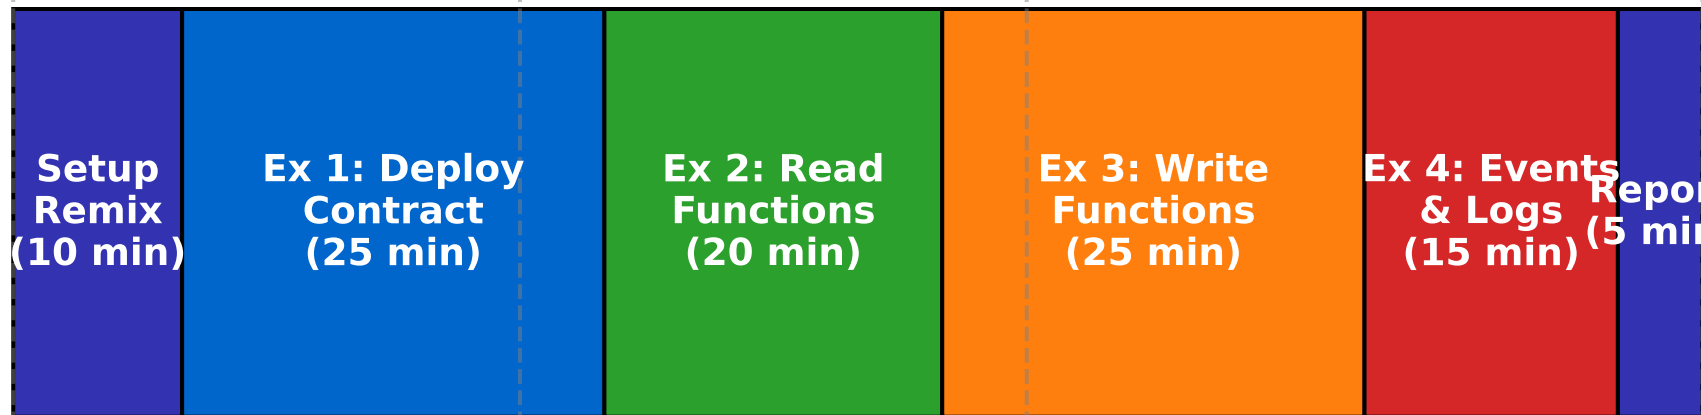 Setup
Remix
(10 min)
Ex 1: Deploy
Contract
(25 min)
Ex 2: Read
Functions
(20 min)
Ex 3: Write
Functions
(25 min)
Ex 4: Events
& Logs
(15 min)
(5